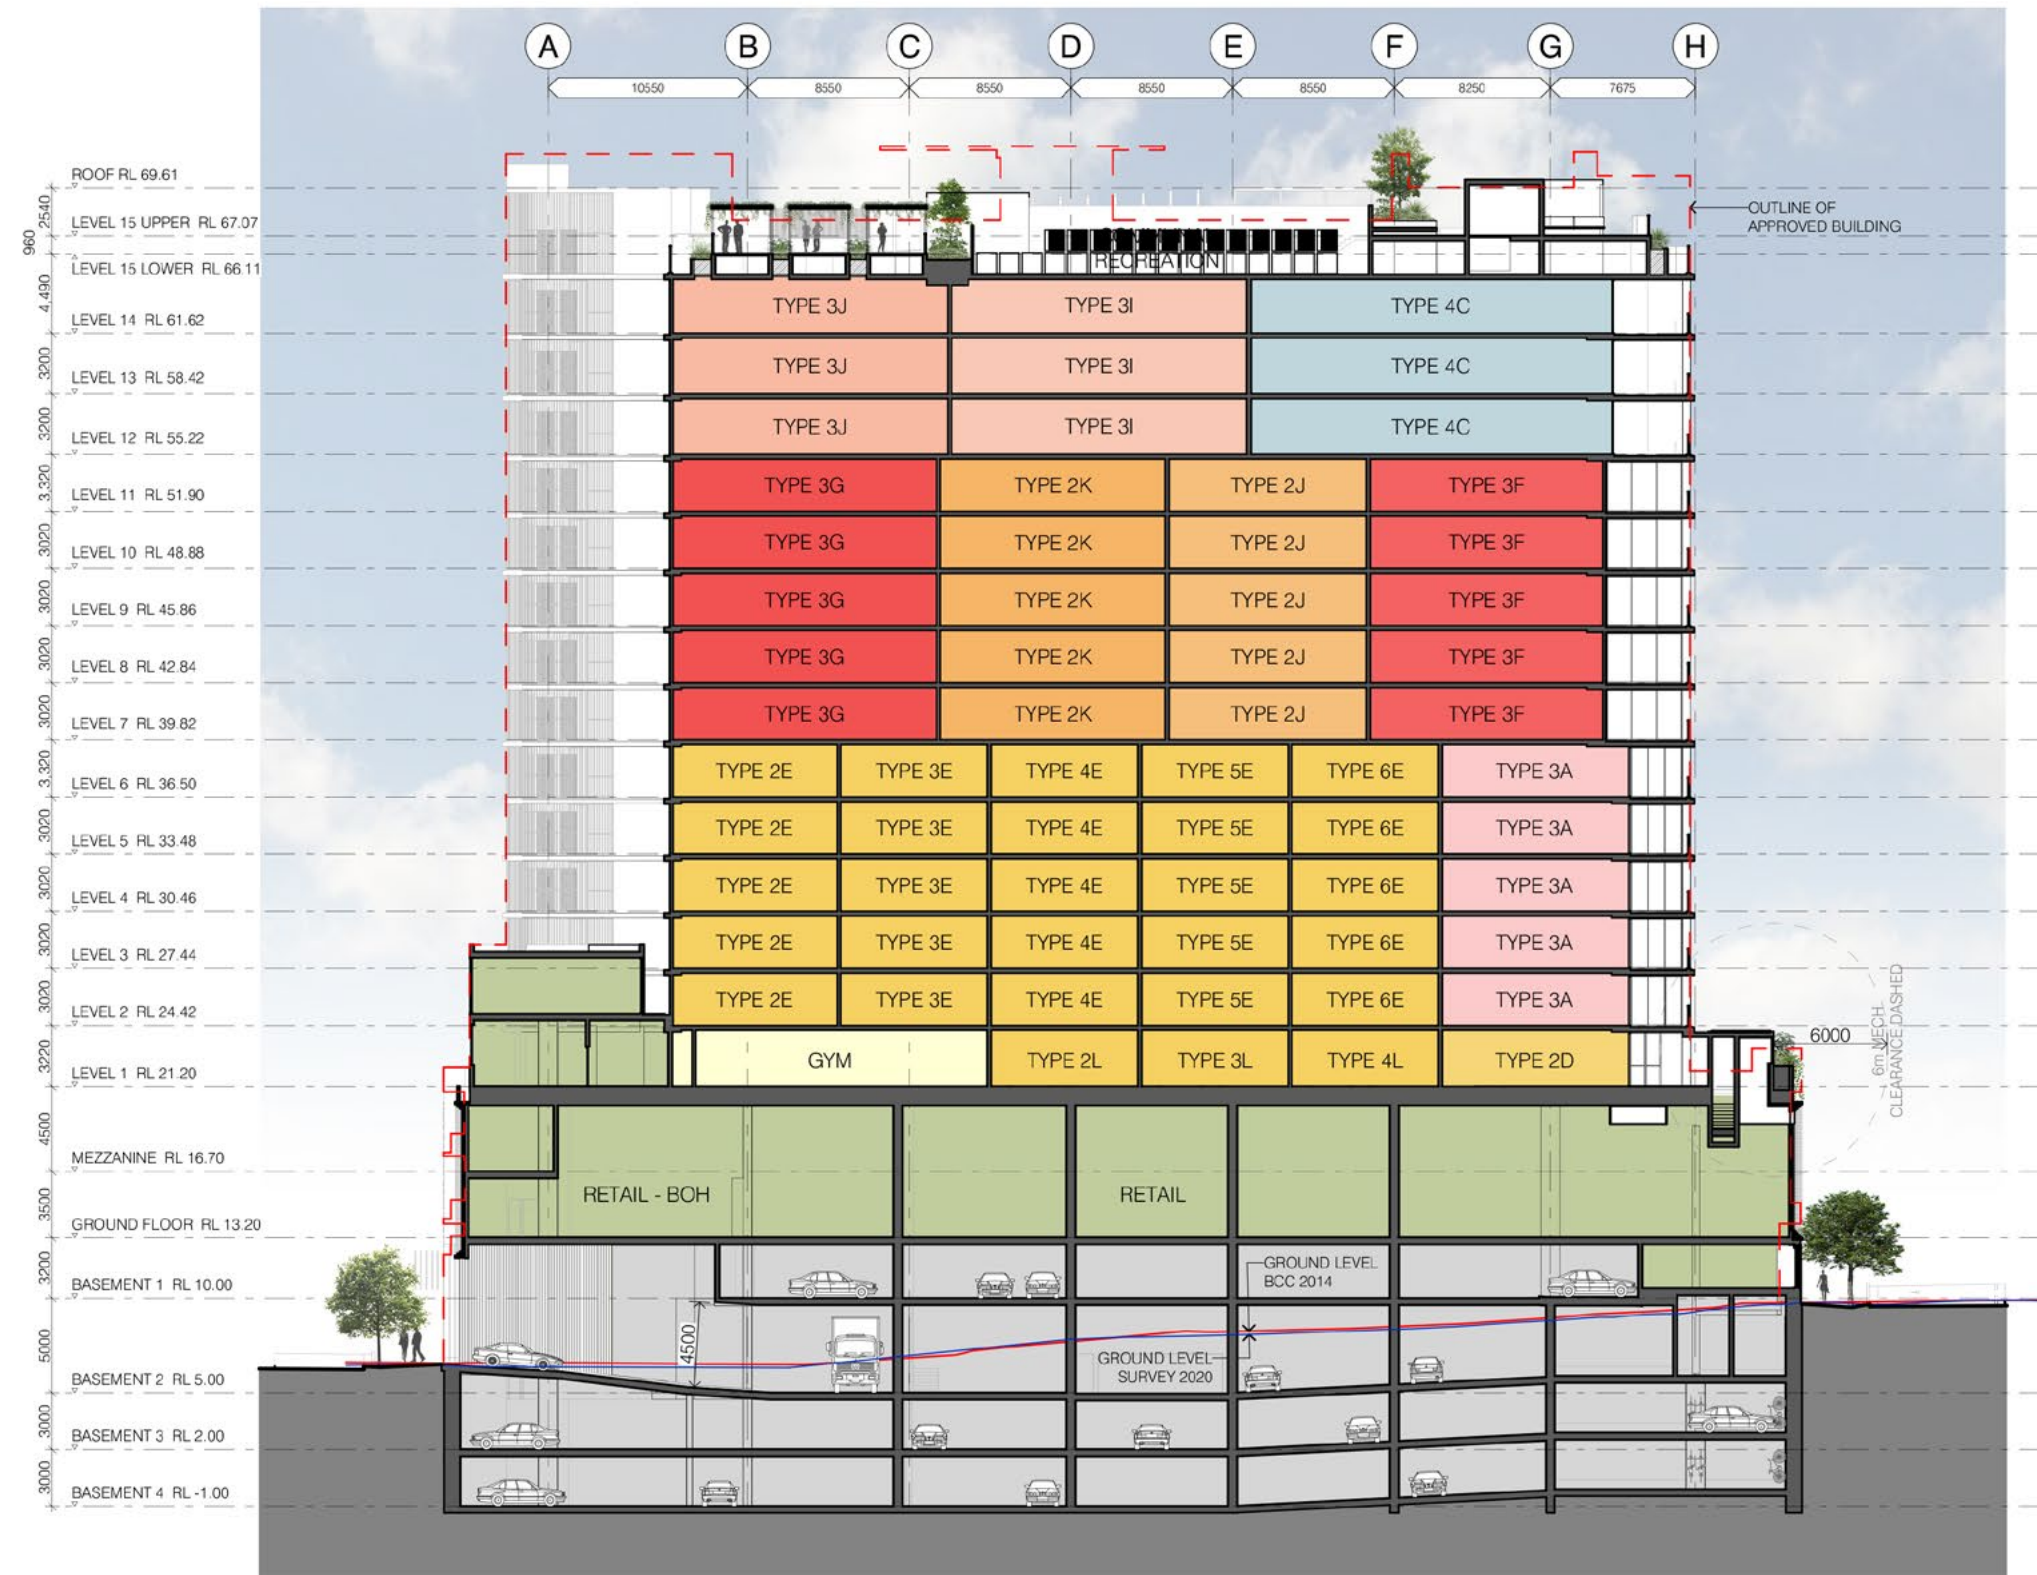 A B C D E F G H
10550 8550 8550 8550 8550 8250 7675
ROOF RL 69.61
2540
LEVEL 15 UPPER RL 67.07
960
LEVEL 15 LOWER RL 66.11
OUTLINE OF
APPROVED BUILDING
RECREATION
4,490
LEVEL 14 RL 61.62
TYPE 3J TYPE 3I TYPE 4C
3200
LEVEL 13 RL 58.42
TYPE 3J TYPE 3I TYPE 4C
3200
LEVEL 12 RL 55.22
TYPE 3J TYPE 3I TYPE 4C
3,320
LEVEL 11 RL 51.90
TYPE 3G TYPE 2K TYPE 2J TYPE 3F
3020
LEVEL 10 RL 48.88
TYPE 3G TYPE 2K TYPE 2J TYPE 3F
3020
LEVEL 9 RL 45.86
TYPE 3G TYPE 2K TYPE 2J TYPE 3F
3020
LEVEL 8 RL 42.84
TYPE 3G TYPE 2K TYPE 2J TYPE 3F
3020
LEVEL 7 RL 39.82
TYPE 3G TYPE 2K TYPE 2J TYPE 3F
3,320
LEVEL 6 RL 36.50
TYPE 2E TYPE 3E TYPE 4E TYPE 5E TYPE 6E TYPE 3A
3020
LEVEL 5 RL 33.48
TYPE 2E TYPE 3E TYPE 4E TYPE 5E TYPE 6E TYPE 3A
3020
LEVEL 4 RL 30.46
TYPE 2E TYPE 3E TYPE 4E TYPE 5E TYPE 6E TYPE 3A
3020
LEVEL 3 RL 27.44
TYPE 2E TYPE 3E TYPE 4E TYPE 5E TYPE 6E TYPE 3A
3020
LEVEL 2 RL 24.42
TYPE 2E TYPE 3E TYPE 4E TYPE 5E TYPE 6E TYPE 3A
3220
LEVEL 1 RL 21.20
GYM TYPE 2L TYPE 3L TYPE 4L TYPE 2D
6000
6m MECH.
CLEARANCE DASHED
4500
MEZZANINE RL 16.70
3500
RETAIL - BOH RETAIL
GROUND FLOOR RL 13.20
3200
BASEMENT 1 RL 10.00
GROUND LEVEL
BCC 2014
5000
4500
GROUND LEVEL
SURVEY 2020
BASEMENT 2 RL 5.00
3000
BASEMENT 3 RL 2.00
3000
BASEMENT 4 RL -1.00